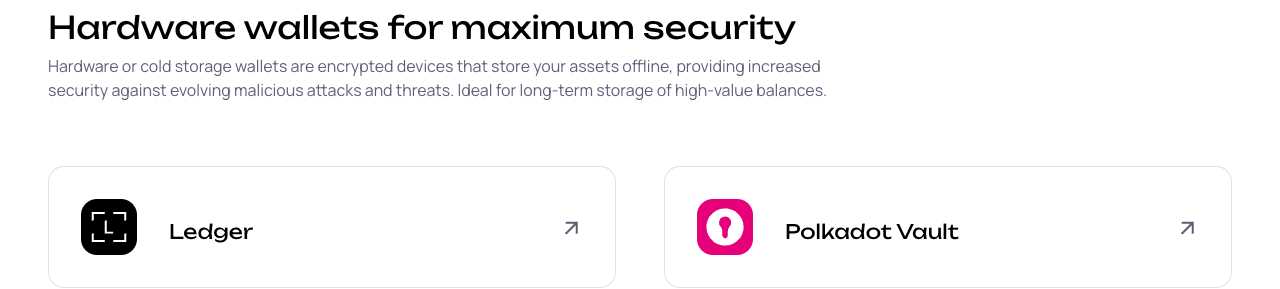 Hardware wallets for maximum security
Hardware or cold storage wallets are encrypted devices that store your assets offline, providing increased
security against evolving malicious attacks and threats. Ideal for long-term storage of high-value balances.
Ledger
Polkadot Vault